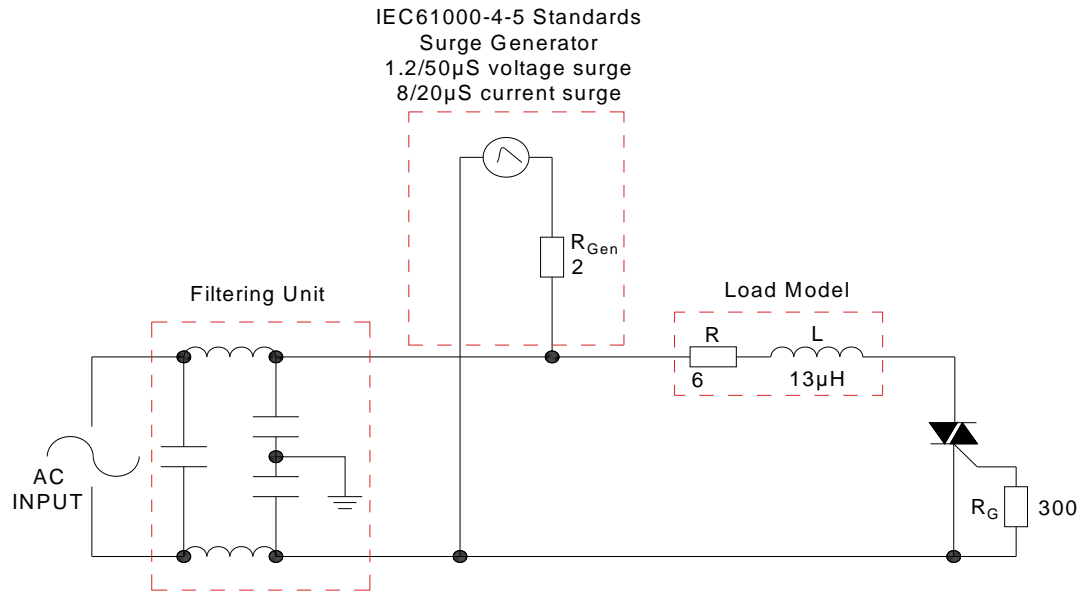 IEC61000-4-5 Standards
Surge Generator
1.2/50µS voltage surge
8/20µS current surge
RGen
2
Filtering Unit
Load Model
R
L
6
13µH
AC
INPUT
RG
300